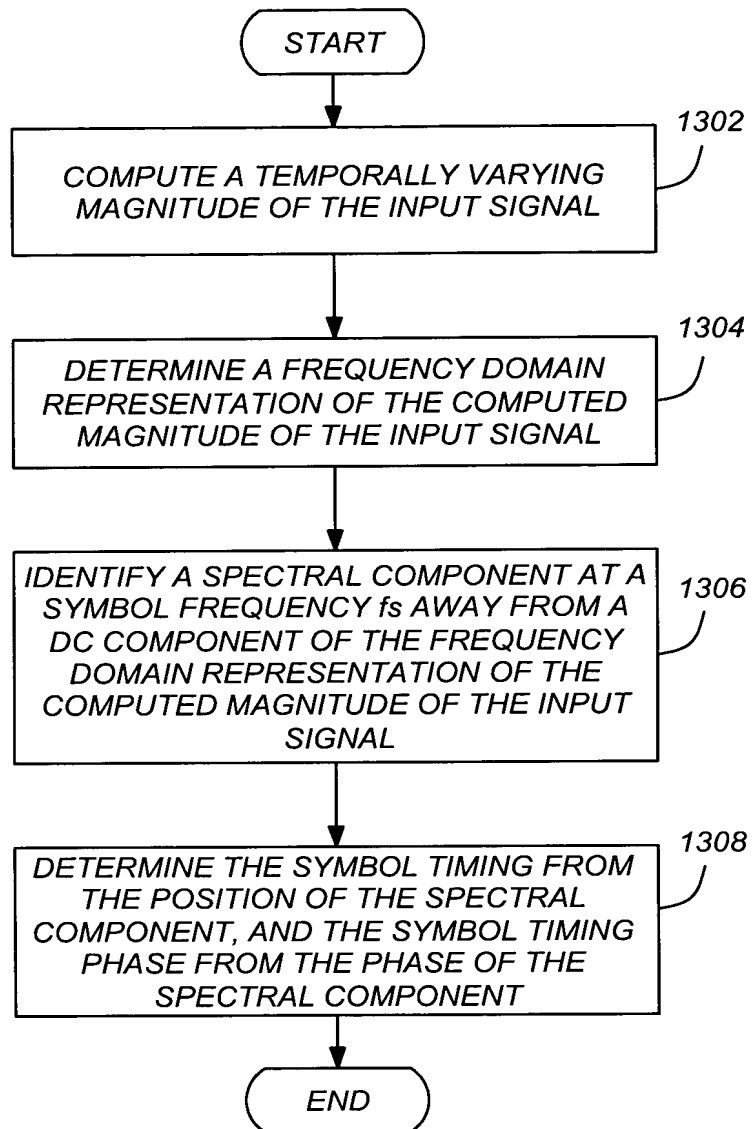 START
1302
COMPUTE A TEMPORALLY VARYING
MAGNITUDE OF THE INPUT SIGNAL
1304
DETERMINE A FREQUENCY DOMAIN
REPRESENTATION OF THE COMPUTED
MAGNITUDE OF THE INPUT SIGNAL
1306
IDENTIFY A SPECTRAL COMPONENT AT A
SYMBOL FREQUENCY fs AWAY FROM A
DC COMPONENT OF THE FREQUENCY
DOMAIN REPRESENTATION OF THE
COMPUTED MAGNITUDE OF THE INPUT
SIGNAL
1308
DETERMINE THE SYMBOL TIMING FROM
THE POSITION OF THE SPECTRAL
COMPONENT, AND THE SYMBOL TIMING
PHASE FROM THE PHASE OF THE
SPECTRAL COMPONENT
END